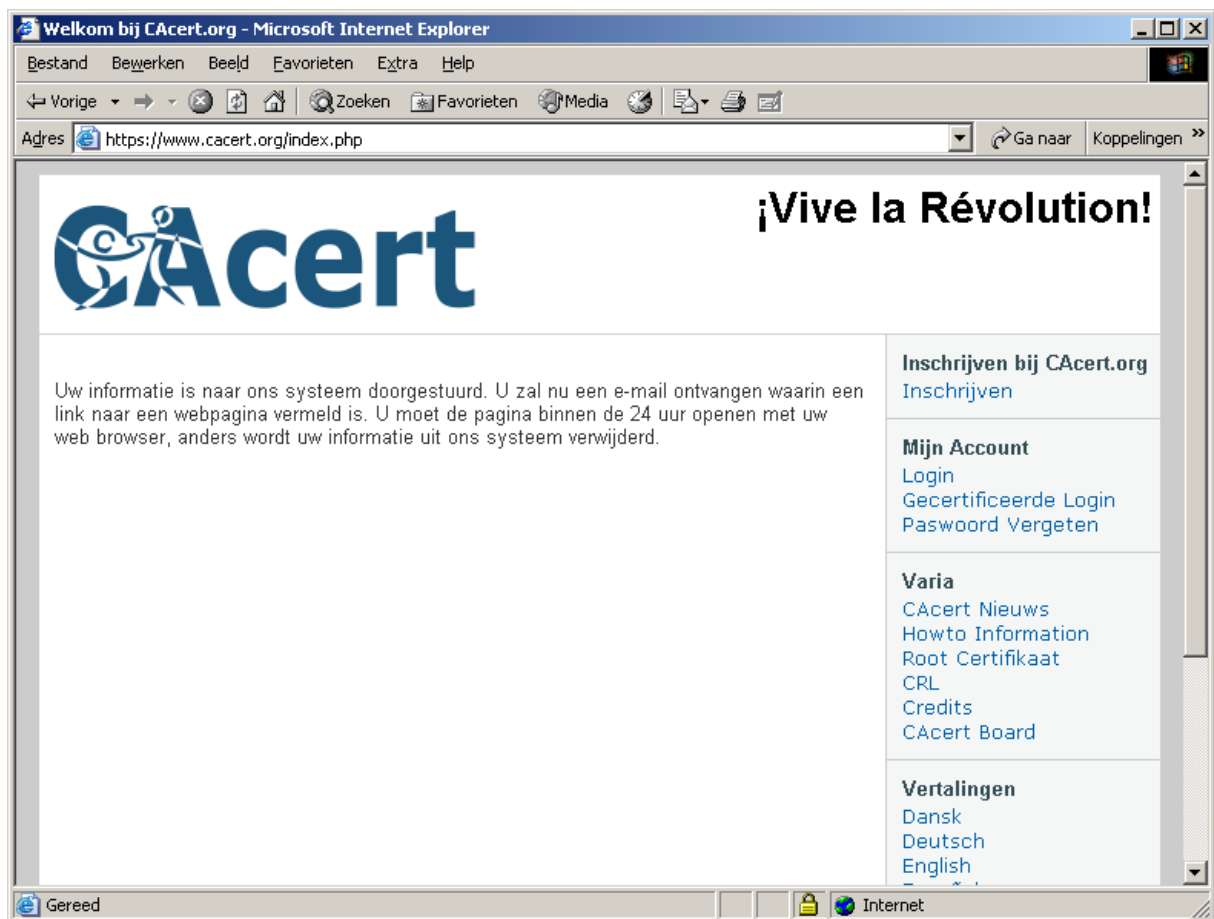 Welkom bij CAcert.org - Microsoft Internet Explorer
Bestand Bewerken Beeld Favorieten Extra Help
Vorige Zoeken Favorieten Media
Adres https://www.cacert.org/index.php Ga naar Koppelingen »
CAcert
¡Vive la Révolution!
Uw informatie is naar ons systeem doorgestuurd. U zal nu een e-mail ontvangen waarin een
link naar een webpagina vermeld is. U moet de pagina binnen de 24 uur openen met uw
web browser, anders wordt uw informatie uit ons systeem verwijderd.
Inschrijven bij CAcert.org
Inschrijven
Mijn Account
Login
Gecertificeerde Login
Paswoord Vergeten
Varia
CAcert Nieuws
Howto Information
Root Certifikaat
CRL
Credits
CAcert Board
Vertalingen
Dansk
Deutsch
English
Gereed Internet